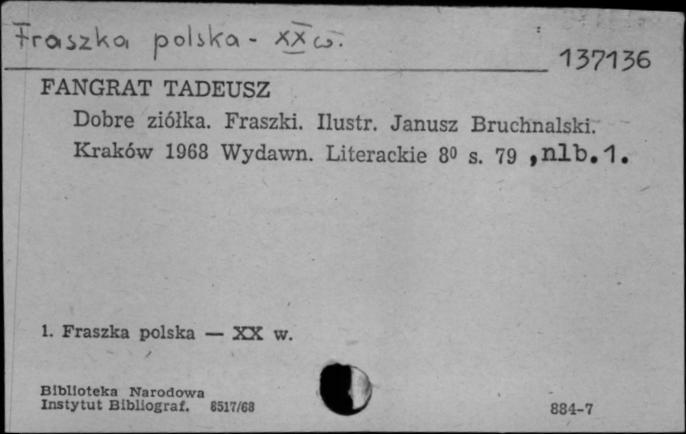 Fraszka polska - XX w.
137136
FANGRAT TADEUSZ
Dobre ziółka. Fraszki. Ilustr. Janusz Bruchnalski.
Kraków 1968 Wydawn. Literackie 8⁰ s. 79 ,nlb.1.
1. Fraszka polska — XX w.
Biblioteka Narodowa
Instytut Bibliograf. 8517/68
884-7